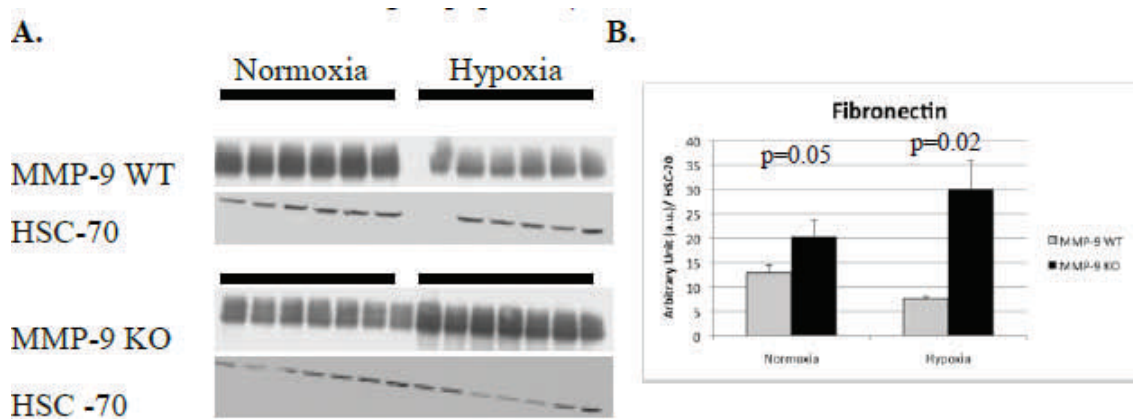 A.
Normoxia
Hypoxia
MMP-9 WT
HSC-70
MMP-9 KO
HSC -70
B.
Fibronectin
p=0.05
p=0.02
Arbitrary Unit (a.u.)/ HSC-70
40
35
30
25
20
15
10
5
0
Normoxia
Hypoxia
MMP-9 WT
MMP-9 KO